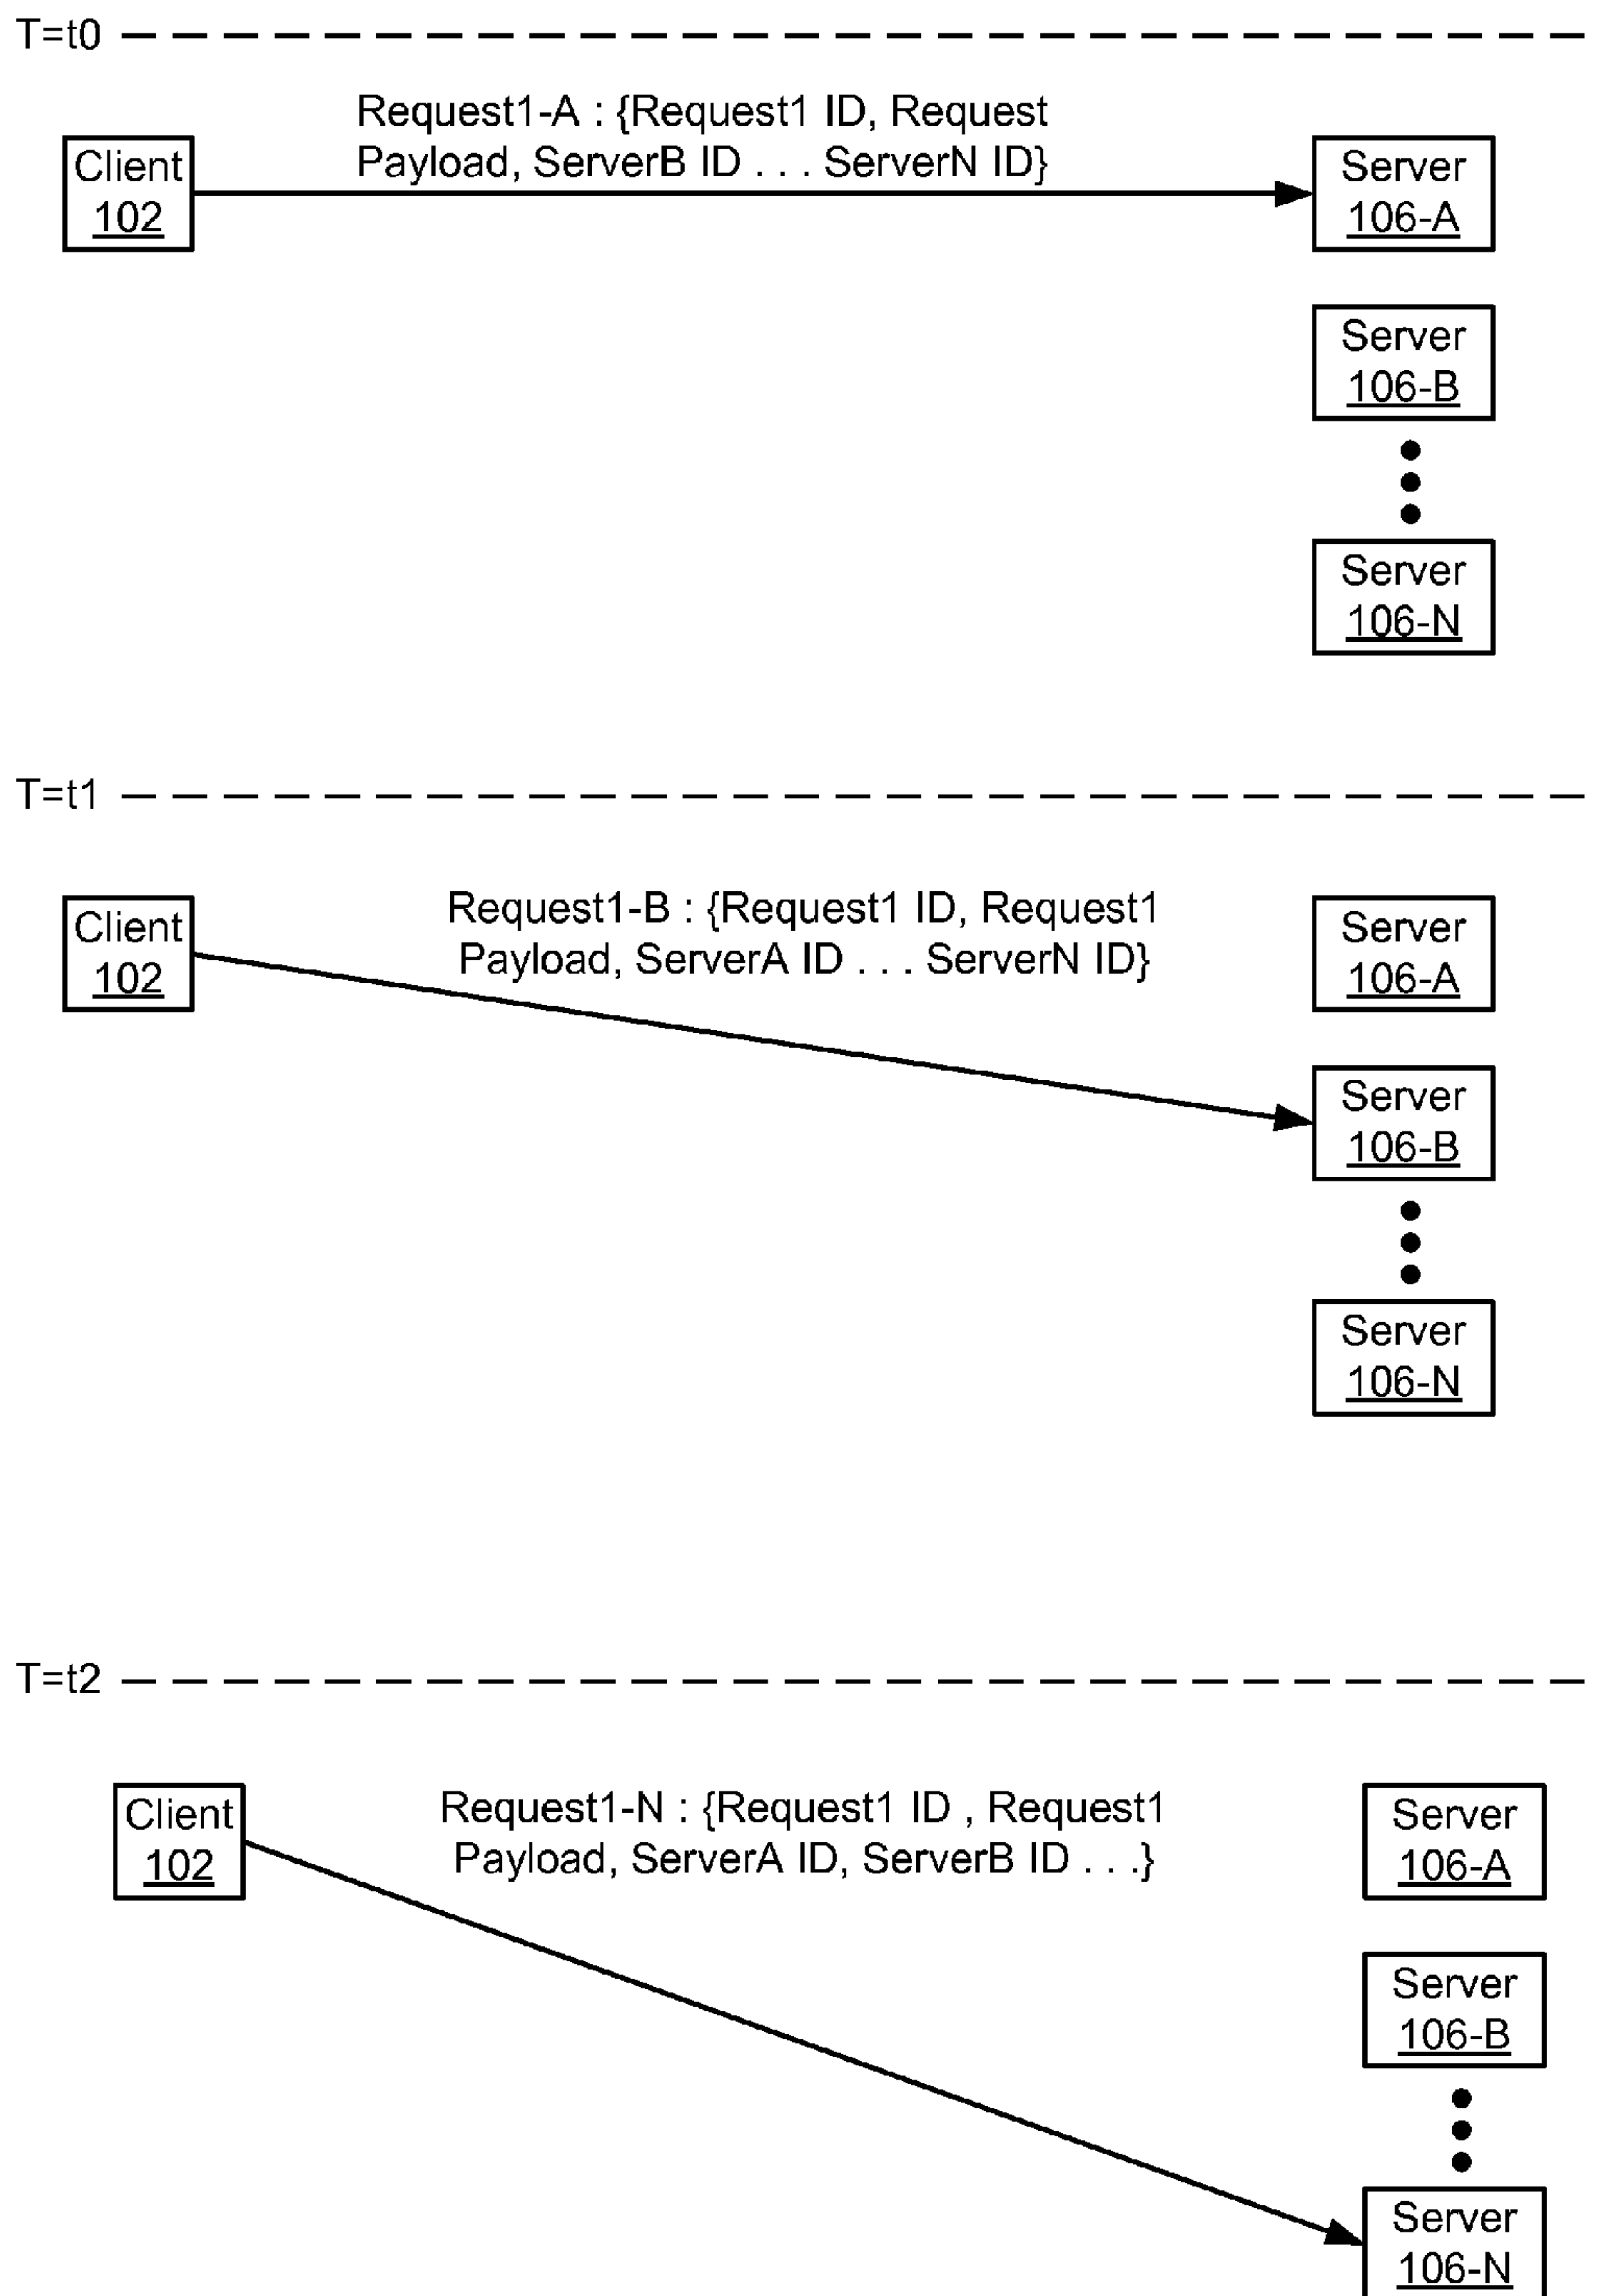 T=t0
Request1-A : {Request1 ID, Request
Payload, ServerB ID . . . ServerN ID}
Client
102
Server
106-A
Server
106-B
Server
106-N
T=t1
Request1-B : {Request1 ID, Request1
Payload, ServerA ID . . . ServerN ID}
Client
102
Server
106-A
Server
106-B
Server
106-N
T=t2
Request1-N : {Request1 ID , Request1
Payload, ServerA ID, ServerB ID . . .}
Client
102
Server
106-A
Server
106-B
Server
106-N